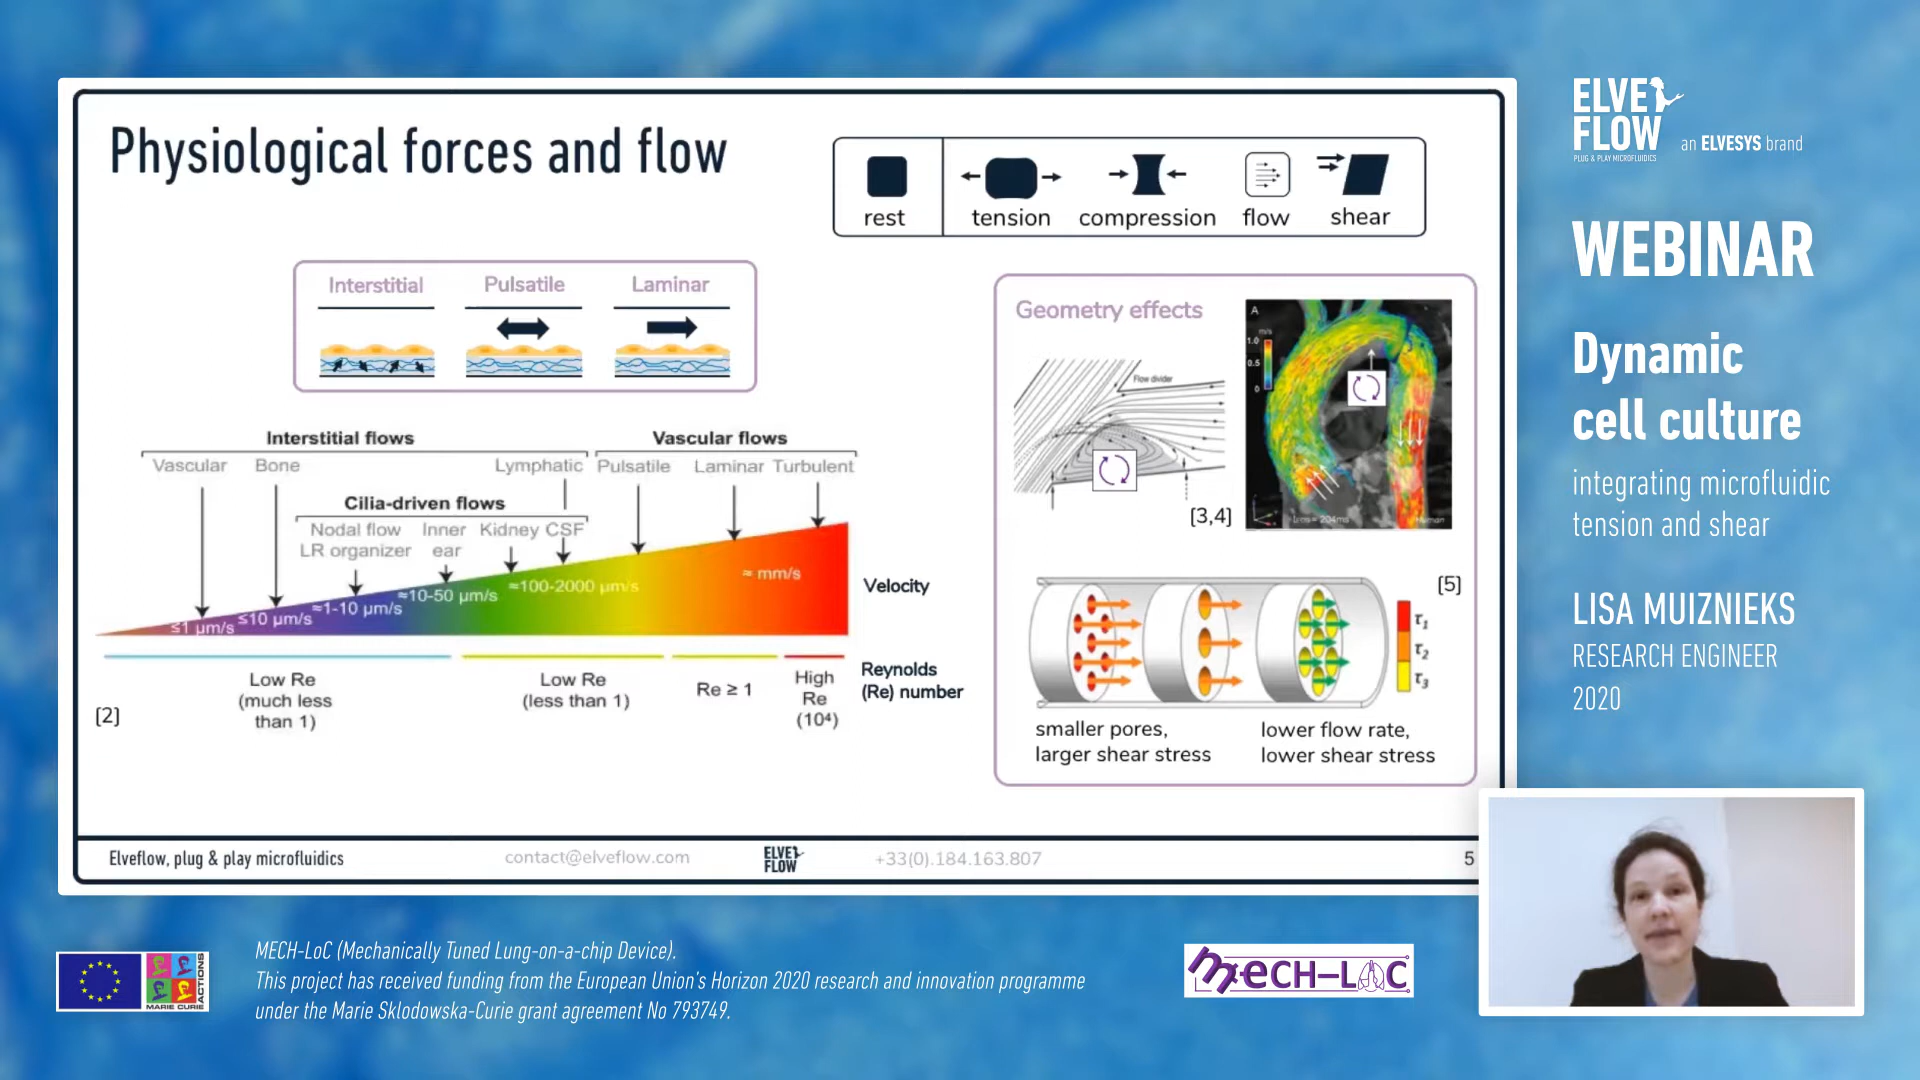 Physiological forces and flow
rest
tension
compression
flow
shear
Interstitial
Pulsatile
Laminar
Interstitial flows
Vascular flows
Vascular
Bone
Lymphatic
Pulsatile
Laminar
Turbulent
Cilia-driven flows
Nodal flow
LR organizer
Inner
ear
Kidney
CSF
≤1 µm/s
≤10 µm/s
≈1-10 µm/s
≈10-50 µm/s
≈100-2000 µm/s
≈ mm/s
Velocity
Low Re
(much less
than 1)
Low Re
(less than 1)
Re ≥ 1
High
Re
(10⁴)
Reynolds
(Re) number
[2]
Geometry effects
Flow divider
[3,4]
A
m/s
1.0
0.5
0
[5]
τ1
τ2
τ3
smaller pores,
larger shear stress
lower flow rate,
lower shear stress
Elveflow, plug & play microfluidics
contact@elveflow.com
ELVE
FLOW
+33(0).184.163.807
5
ELVE
FLOW
PLUG & PLAY MICROFLUIDICS
an ELVESYS brand
WEBINAR
Dynamic
cell culture
integrating microfluidic
tension and shear
LISA MUIZNIEKS
RESEARCH ENGINEER
2020
MARIE CURIE
ACTIONS
MECH-LoC (Mechanically Tuned Lung-on-a-chip Device).
This project has received funding from the European Union's Horizon 2020 research and innovation programme
under the Marie Sklodowska-Curie grant agreement No 793749.
MECH-LOC